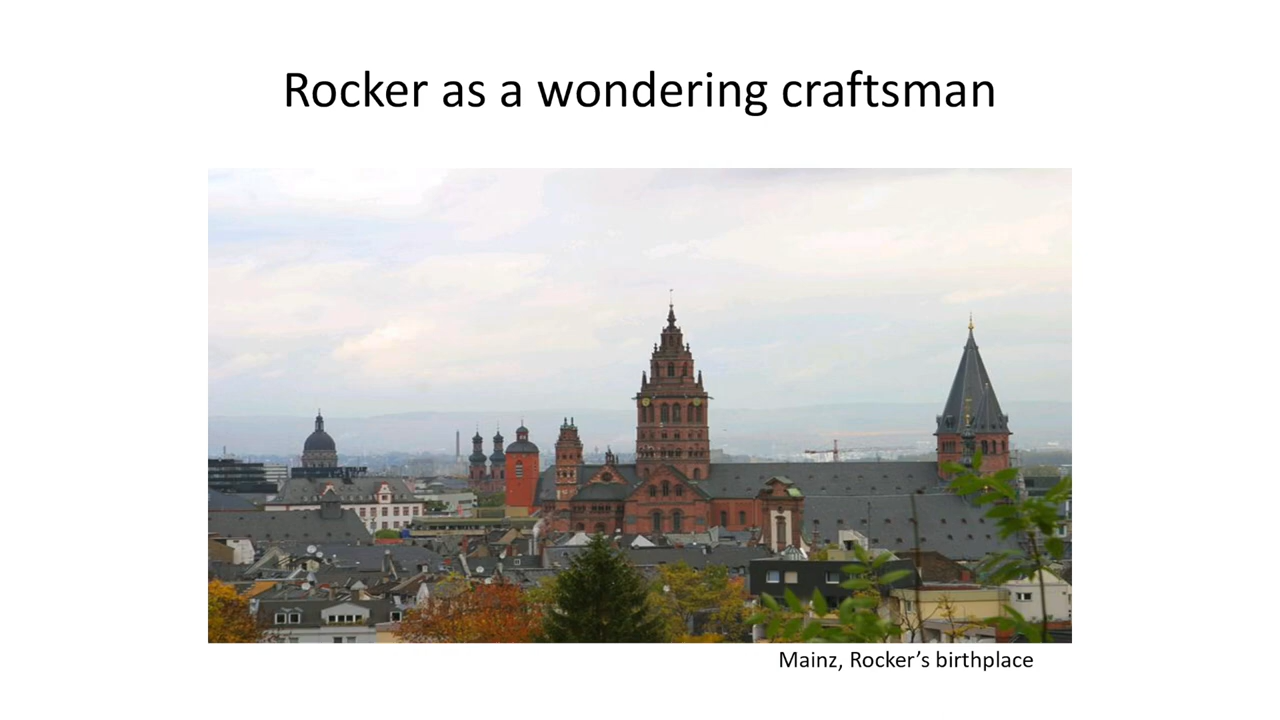 Rocker as a wondering craftsman
Mainz, Rocker’s birthplace